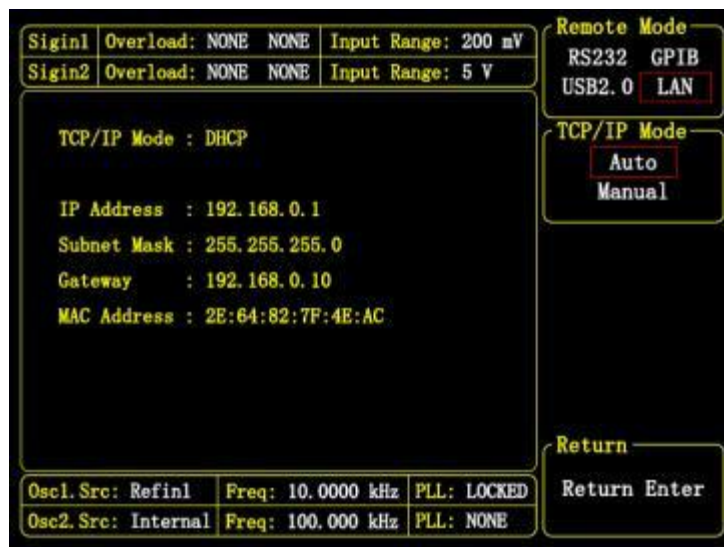 Sigin1 Overload: NONE NONE Input Range: 200 mV
Sigin2 Overload: NONE NONE Input Range: 5 V
TCP/IP Mode : DHCP
IP Address : 192.168.0.1
Subnet Mask : 255.255.255.0
Gateway : 192.168.0.10
MAC Address : 2E:64:82:7F:4E:AC
Osc1.Src: Refin1 Freq: 10.0000 kHz PLL: LOCKED
Osc2.Src: Internal Freq: 100.000 kHz PLL: NONE
Remote Mode
RS232 GPIB
USB2.0 LAN
TCP/IP Mode
Auto
Manual
Return
Return Enter